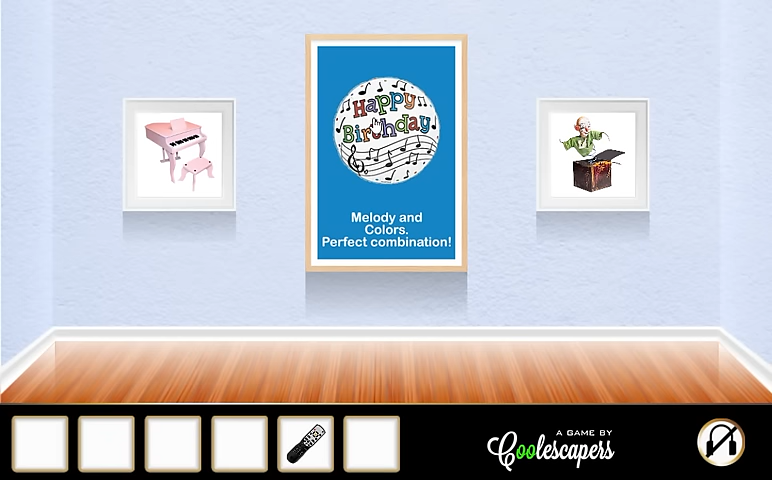 Happy
Birthday
Melody and
Colors.
Perfect combination!
A GAME BY
Coolescapers